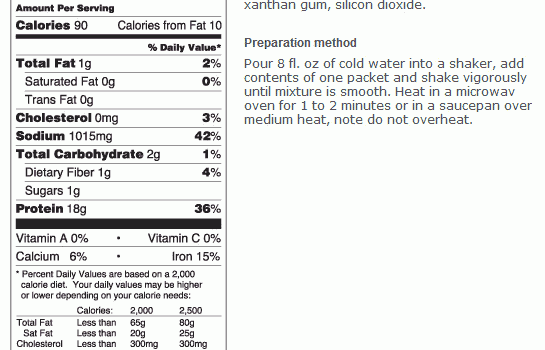 Amount Per Serving
Calories 90 Calories from Fat 10
% Daily Value*
Total Fat 1g 2%
Saturated Fat 0g 0%
Trans Fat 0g
Cholesterol 0mg 3%
Sodium 1015mg 42%
Total Carbohydrate 2g 1%
Dietary Fiber 1g 4%
Sugars 1g
Protein 18g 36%
Vitamin A 0% • Vitamin C 0%
Calcium 6% • Iron 15%
* Percent Daily Values are based on a 2,000
calorie diet. Your daily values may be higher
or lower depending on your calorie needs:
Calories: 2,000 2,500
Total Fat Less than 65g 80g
Sat Fat Less than 20g 25g
Cholesterol Less than 300mg 300mg
xanthan gum, silicon dioxide.
Preparation method
Pour 8 fl. oz of cold water into a shaker, add
contents of one packet and shake vigorously
until mixture is smooth. Heat in a microwav
oven for 1 to 2 minutes or in a saucepan over
medium heat, note do not overheat.